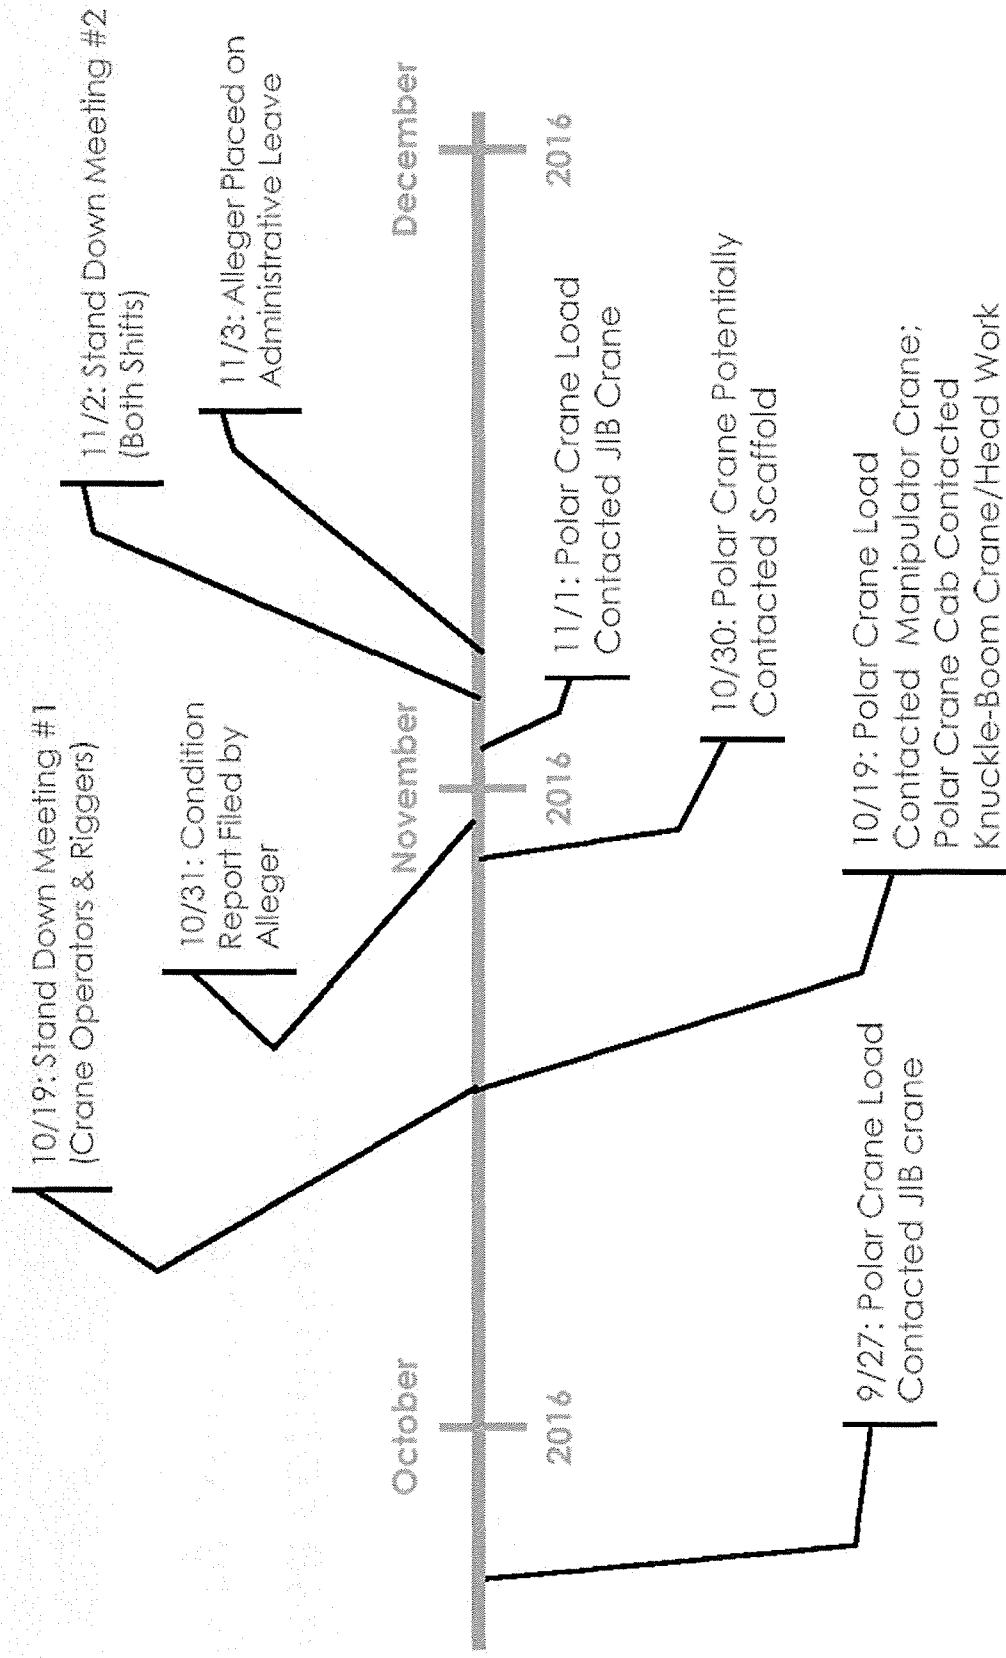 10/19: Stand Down Meeting #1
(Crane Operators & Riggers)
11/2: Stand Down Meeting #2
(Both Shifts)
10/31: Condition
Report Filed by
Alleger
11/3: Alleger Placed on
Administrative Leave
October
November
December
2016
2016
2016
11/1: Polar Crane Load
Contacted JIB Crane
10/30: Polar Crane Potentially
Contacted Scaffold
9/27: Polar Crane Load
Contacted JIB crane
10/19: Polar Crane Load
Contacted Manipulator Crane;
Polar Crane Cab Contacted
Knuckle-Boom Crane/Head Work